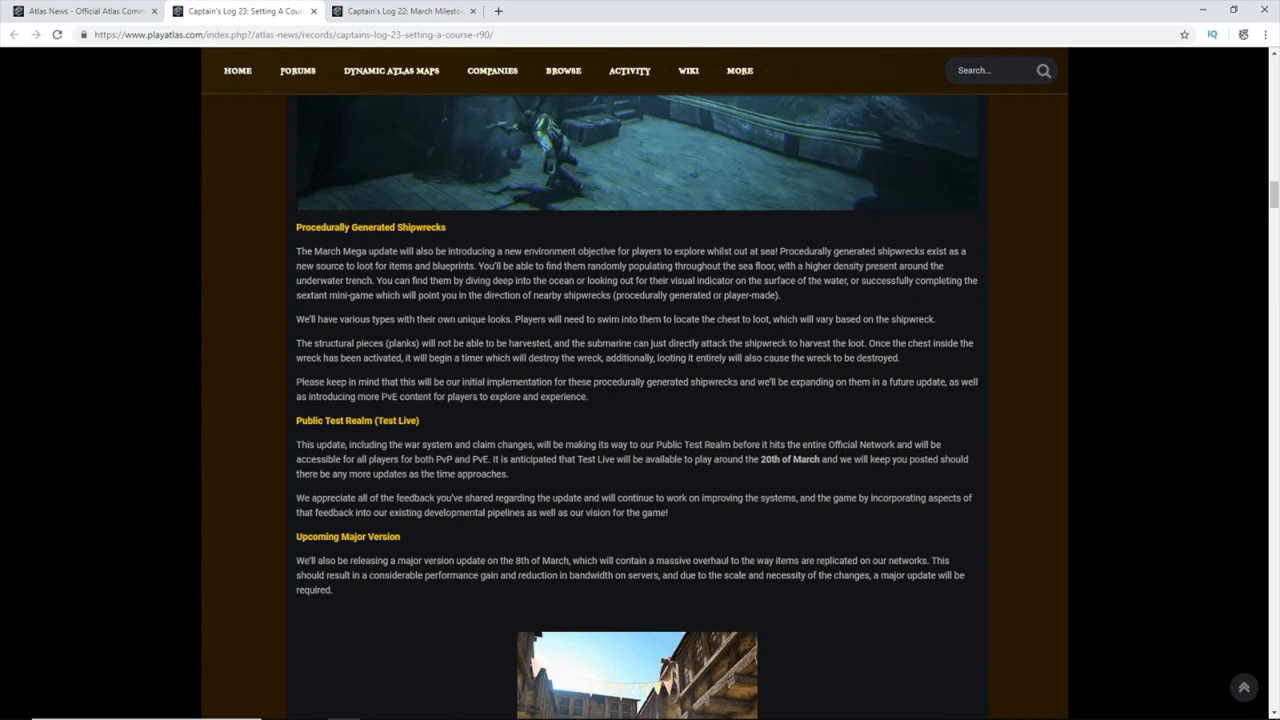 Atlas News - Official Atlas Comm
Captain's Log 23: Setting A Cour
Captain's Log 22: March Milesto
https://www.playatlas.com/index.php?/atlas-news/records/captains-log-23-setting-a-course-r90/
HOME FORUMS DYNAMIC ATLAS MAPS COMPANIES BROWSE ACTIVITY WIKI MORE Search...
Procedurally Generated Shipwrecks
The March Mega update will also be introducing a new environment objective for players to explore whilst out at sea! Procedurally generated shipwrecks exist as a
new source to loot for items and blueprints. You'll be able to find them randomly populating throughout the sea floor, with a higher density present around the
underwater trench. You can find them by diving deep into the ocean or looking out for their visual indicator on the surface of the water, or successfully completing the
sextant mini-game which will point you in the direction of nearby shipwrecks (procedurally generated or player-made).
We'll have various types with their own unique looks. Players will need to swim into them to locate the chest to loot, which will vary based on the shipwreck.
The structural pieces (planks) will not be able to be harvested, and the submarine can just directly attack the shipwreck to harvest the loot. Once the chest inside the
wreck has been activated, it will begin a timer which will destroy the wreck, additionally, looting it entirely will also cause the wreck to be destroyed.
Please keep in mind that this will be our initial implementation for these procedurally generated shipwrecks and we'll be expanding on them in a future update, as well
as introducing more PvE content for players to explore and experience.
Public Test Realm (Test Live)
This update, including the war system and claim changes, will be making its way to our Public Test Realm before it hits the entire Official Network and will be
accessible for all players for both PvP and PvE. It is anticipated that Test Live will be available to play around the 20th of March and we will keep you posted should
there be any more updates as the time approaches.
We appreciate all of the feedback you've shared regarding the update and will continue to work on improving the systems, and the game by incorporating aspects of
that feedback into our existing developmental pipelines as well as our vision for the game!
Upcoming Major Version
We'll also be releasing a major version update on the 8th of March, which will contain a massive overhaul to the way items are replicated on our networks. This
should result in a considerable performance gain and reduction in bandwidth on servers, and due to the scale and necessity of the changes, a major update will be
required.